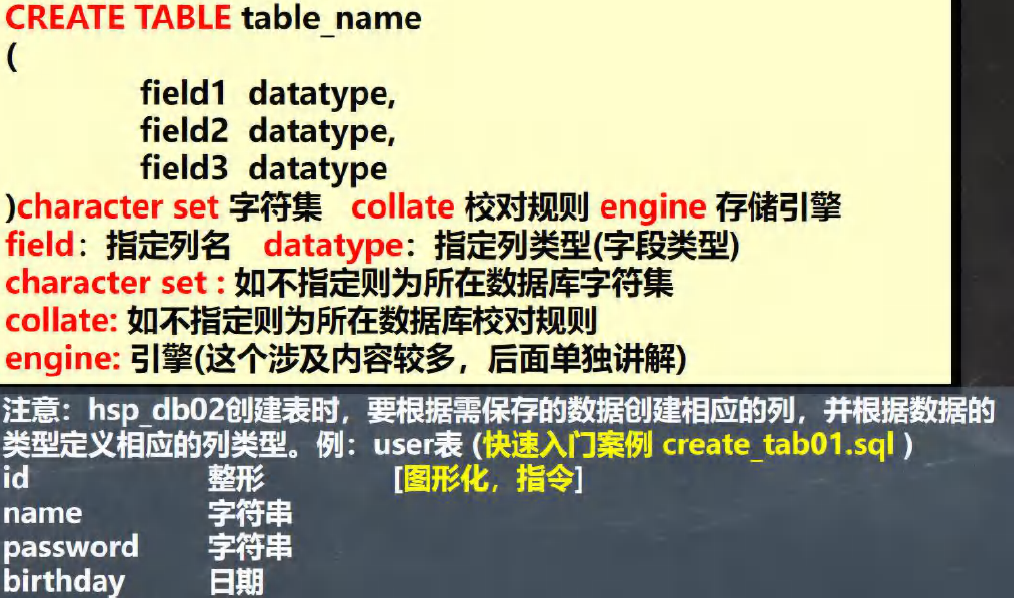 CREATE TABLE table_name
(
field1 datatype,
field2 datatype,
field3 datatype
)character set 字符集 collate 校对规则 engine 存储引擎
field：指定列名 datatype：指定列类型(字段类型)
character set : 如不指定则为所在数据库字符集
collate: 如不指定则为所在数据库校对规则
engine: 引擎(这个涉及内容较多，后面单独讲解)
注意：hsp_db02创建表时，要根据需保存的数据创建相应的列，并根据数据的
类型定义相应的列类型。例：user表 (快速入门案例 create_tab01.sql )
id 整形 [图形化，指令]
name 字符串
password 字符串
birthday 日期